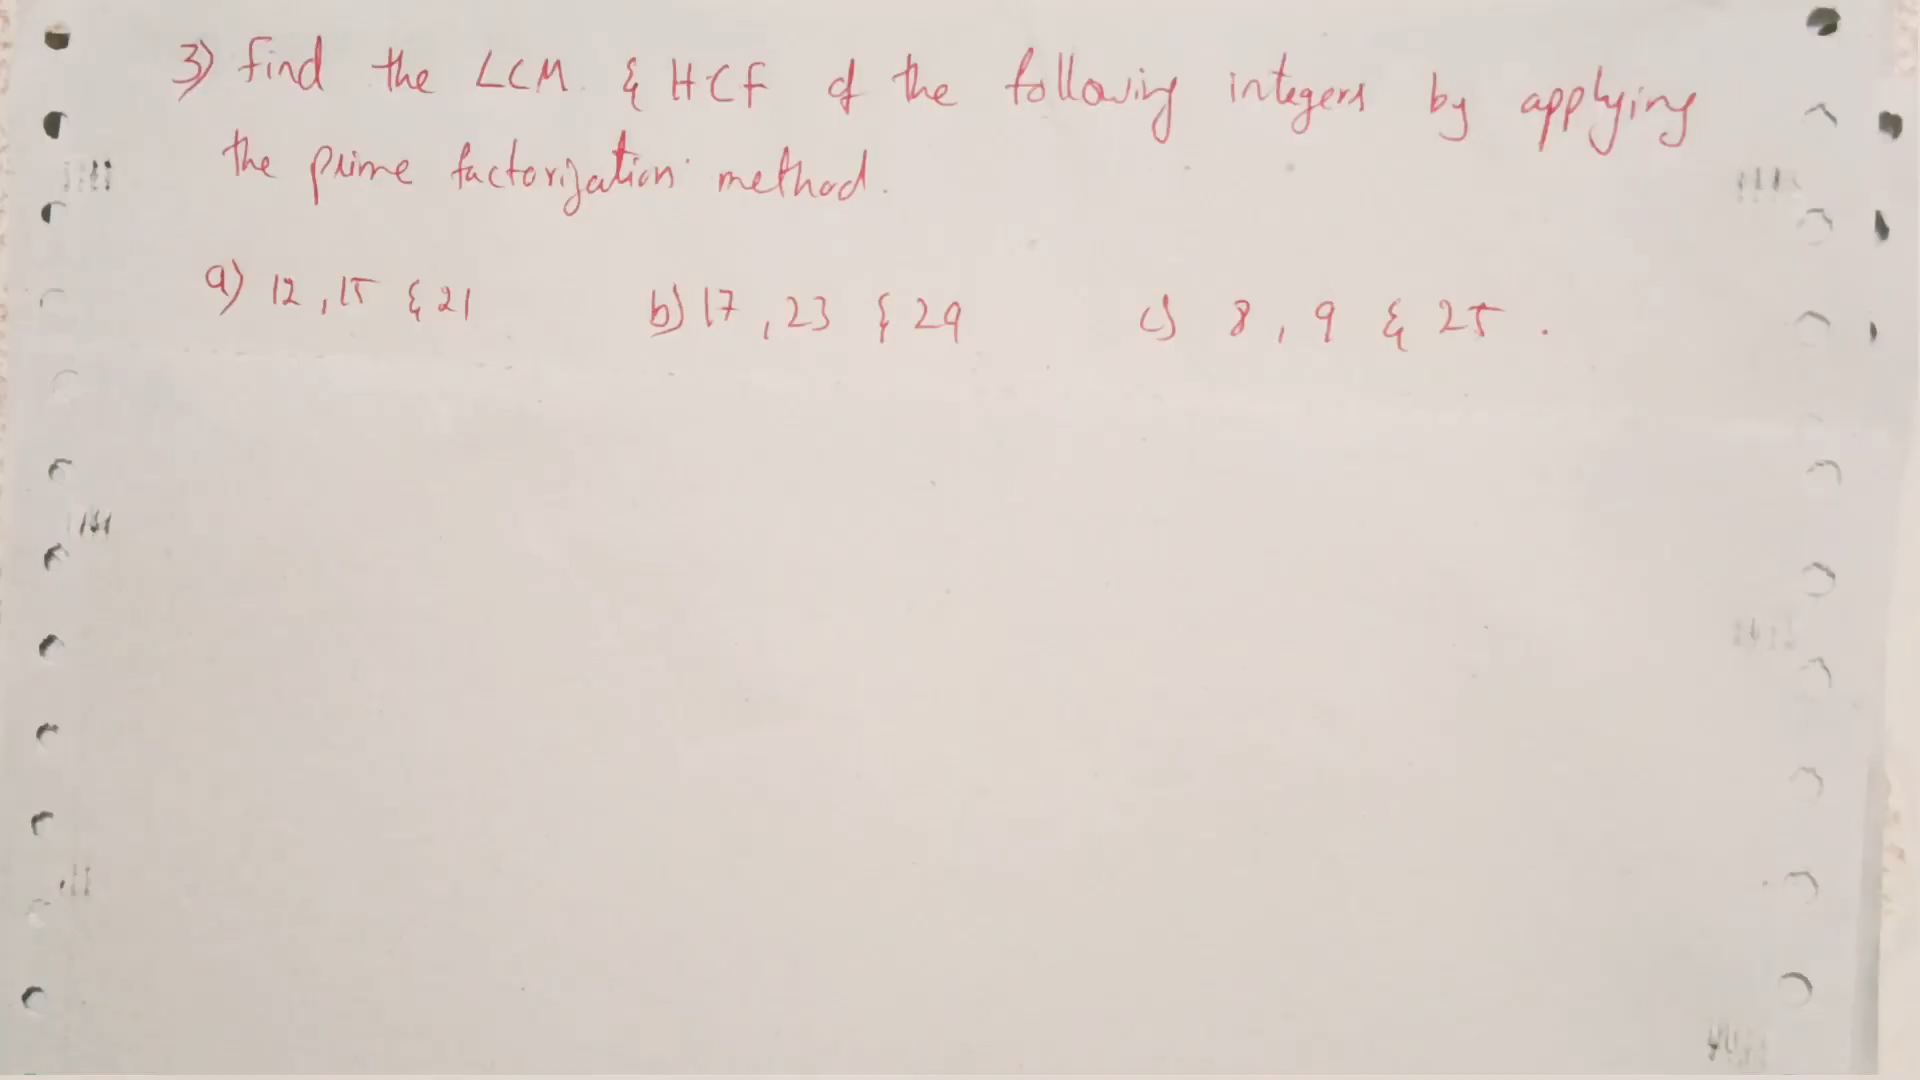 3) find the LCM & HCF of the following integers by applying
the prime factorization method.
a) 12, 15 & 21 b) 17, 23 & 29 c) 8, 9 & 25.